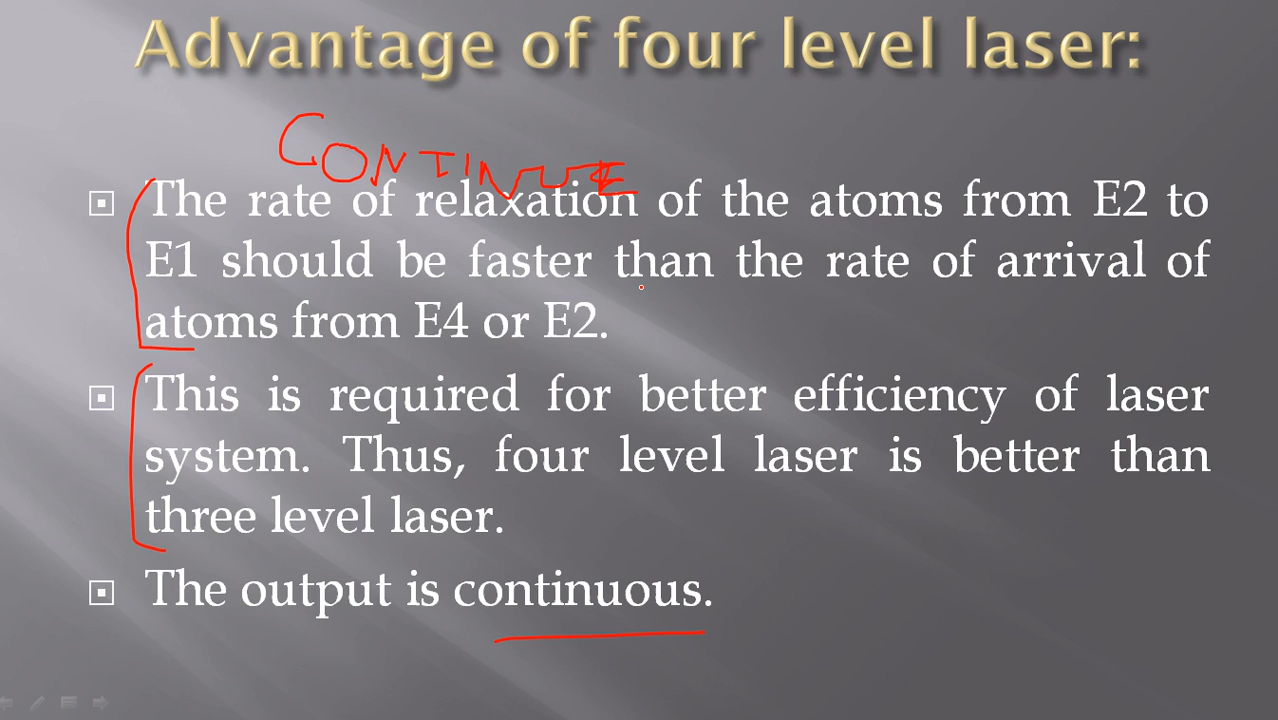 Advantage of four level laser:
CONTINUE
The rate of relaxation of the atoms from E2 to
E1 should be faster than the rate of arrival of
atoms from E4 or E2.
This is required for better efficiency of laser
system. Thus, four level laser is better than
three level laser.
The output is continuous.